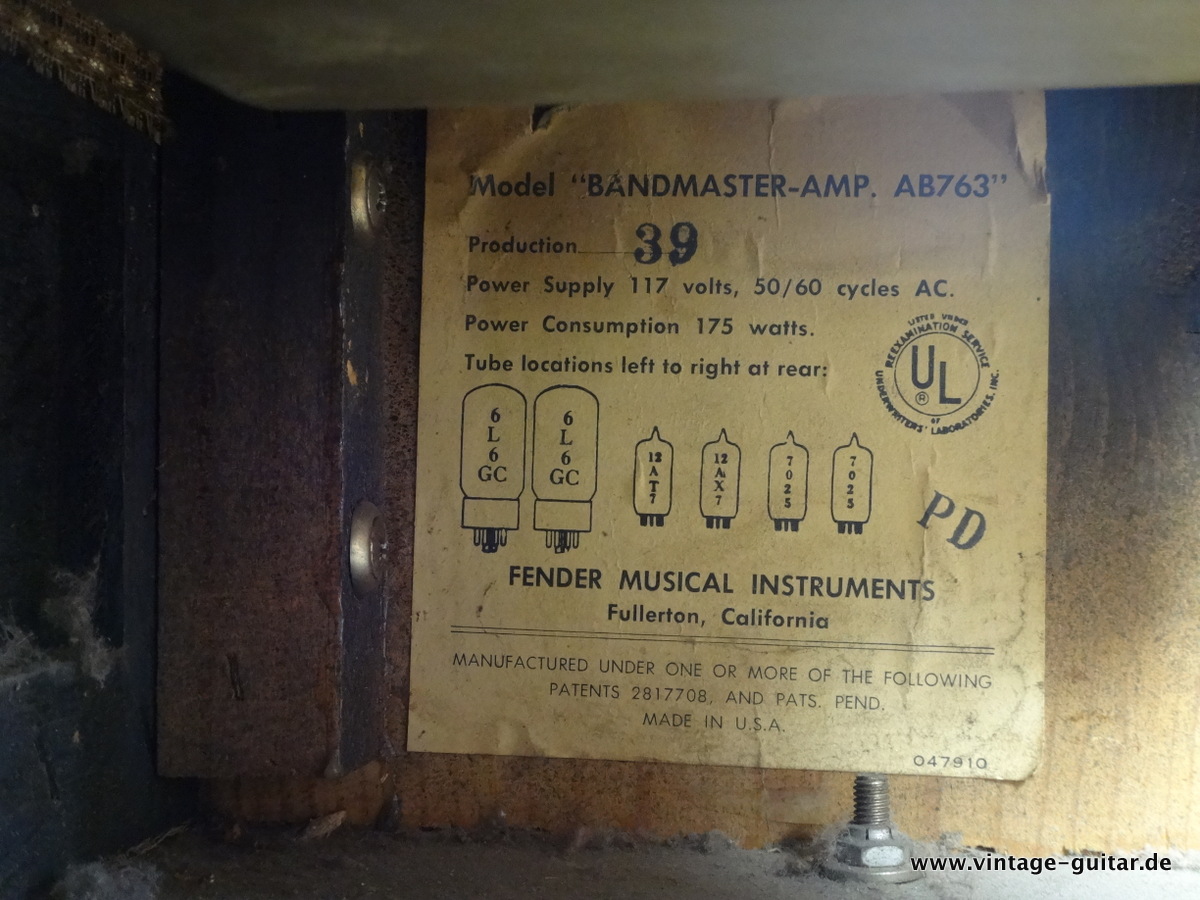 Model "BANDMASTER-AMP. AB763"
Production 39
Power Supply 117 volts, 50/60 cycles AC.
Power Consumption 175 watts.
Tube locations left to right at rear:
LISTED UNDER
REEXAMINATION SERVICE
UL
®
OF
UNDERWRITERS' LABORATORIES, INC.
6L6GC
6L6GC
12AT7
12AX7
7025
7025
PD
FENDER MUSICAL INSTRUMENTS
Fullerton, California
MANUFACTURED UNDER ONE OR MORE OF THE FOLLOWING
PATENTS 2817708, AND PATS. PEND.
MADE IN U.S.A.
047910
www.vintage-guitar.de